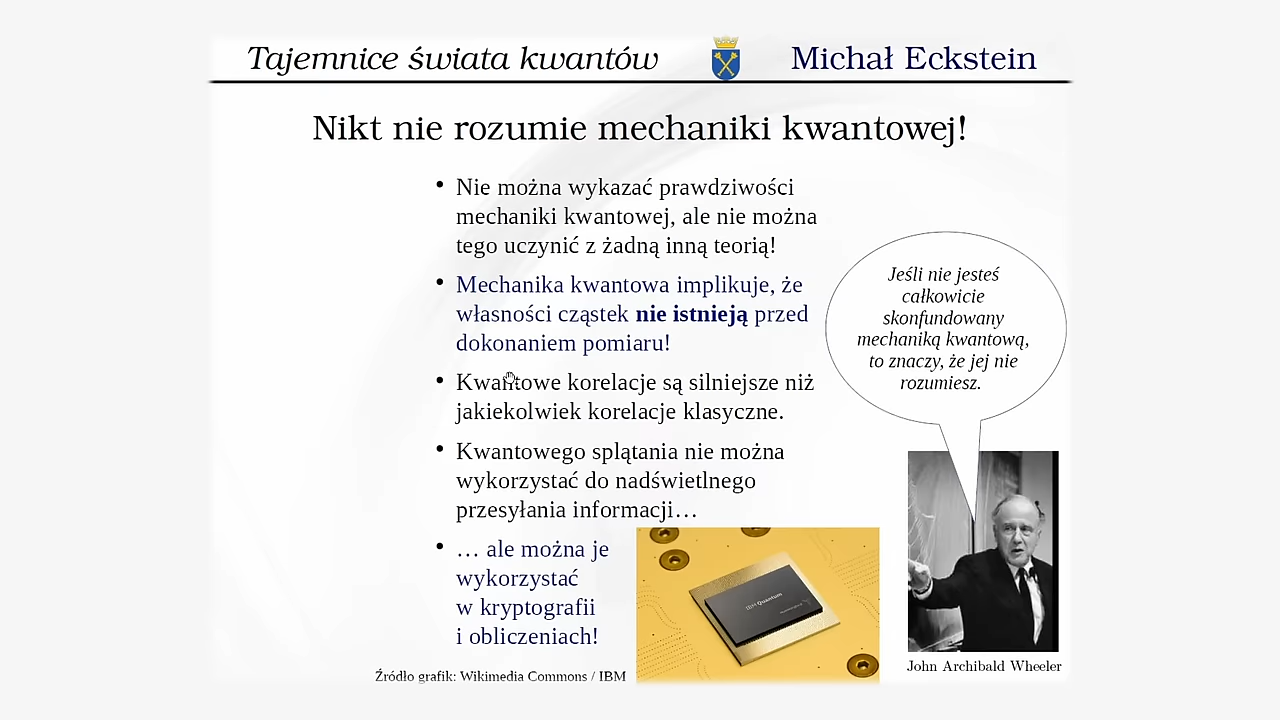 Tajemnice świata kwantów
Michał Eckstein
Nikt nie rozumie mechaniki kwantowej!
• Nie można wykazać prawdziwości
mechaniki kwantowej, ale nie można
tego uczynić z żadną inną teorią!
• Mechanika kwantowa implikuje, że
własności cząstek nie istnieją przed
dokonaniem pomiaru!
• Kwantowe korelacje są silniejsze niż
jakiekolwiek korelacje klasyczne.
• Kwantowego splątania nie można
wykorzystać do nadświetlnego
przesyłania informacji…
• … ale można je
wykorzystać
w kryptografii
i obliczeniach!
Jeśli nie jesteś
całkowicie
skonfundowany
mechaniką kwantową,
to znaczy, że jej nie
rozumiesz.
IBM Quantum
John Archibald Wheeler
Źródło grafik: Wikimedia Commons / IBM